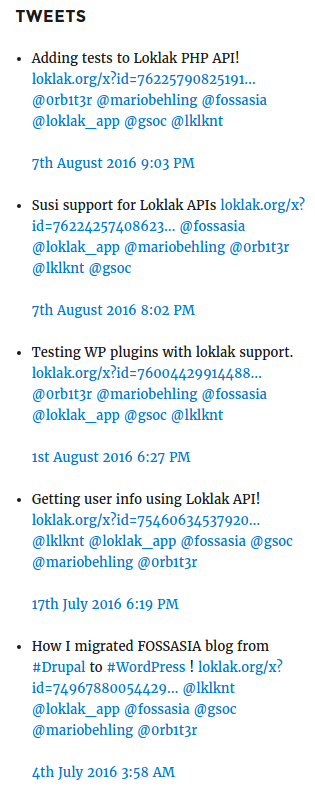 TWEETS
Adding tests to Loklak PHP API!
loklak.org/x?id=76225790825191...
@0rb1t3r @mariobehling @fossasia
@loklak_app @gsoc @lklknt
7th August 2016 9:03 PM
Susi support for Loklak APIs loklak.org/x?
id=76224257408623... @fossasia
@loklak_app @mariobehling @0rb1t3r
@lklknt @gsoc
7th August 2016 8:02 PM
Testing WP plugins with loklak support.
loklak.org/x?id=76004429914488...
@0rb1t3r @mariobehling @fossasia
@loklak_app @gsoc @lklknt
1st August 2016 6:27 PM
Getting user info using Loklak API!
loklak.org/x?id=75460634537920...
@lklknt @loklak_app @fossasia @gsoc
@mariobehling @0rb1t3r
17th July 2016 6:19 PM
How I migrated FOSSASIA blog from
#Drupal to #WordPress ! loklak.org/x?
id=74967880054429... @lklknt
@loklak_app @fossasia @gsoc
@mariobehling @0rb1t3r
4th July 2016 3:58 AM